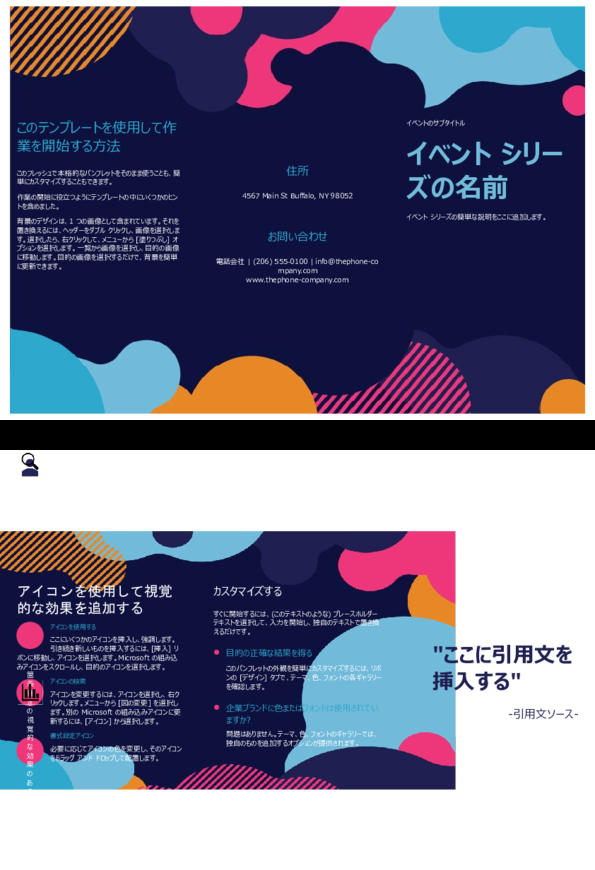 このテンプレートを使用して作
業を開始する方法
このフレッシュで本格的なパンフレットをそのまま使うことも、簡
単にカスタマイズすることもできます。
作業の開始に役立つようにテンプレートの中にいくつかのヒン
トを含めました。
背景のデザインは、1 つの画像として含まれています。それを
置き換えるには、ヘッダーをダブル クリックし、画像を選択しま
す。選択したら、右クリックして、メニューから [塗りつぶし] オ
プションを選択します。一覧から画像を選択し、目的の画像
に移動します。目的の画像を選択するだけで、背景を簡単
に更新できます。
住所
4567 Main St Buffalo, NY 98052
お問い合わせ
電話会社 | (206) 555-0100 | info@thephone-co
mpany.com
www.thephone-company.com
イベントのサブタイトル
イベント シリー
ズの名前
イベント シリーズの簡単な説明をここに追加します。
アイコンを使用して視覚
的な効果を追加する
アイコンを使用する
ここにいくつかのアイコンを挿入し、強調します。
引き続き新しいものを挿入するには、[挿入] リ
ボンに移動し、アイコンを選択します。Microsoft の組み込
みアイコンをスクロールし、目的のアイコンを選択します。
アイコンの検索
アイコンを変更するには、アイコンを選択し、右ク
リックします。メニューから [図の変更] を選択し
ます。別の Microsoft の組み込みアイコンに更
新するには、[アイコン] から選択します。
書式設定アイコン
必要に応じてアイコンの色を変更し、そのアイコン
をドラッグ アンド ドロップして配置します。
の視覚的な効果のあ
カスタマイズする
すぐに開始するには、(このテキストのような) プレースホルダー
テキストを選択して、入力を開始し、独自のテキストで置き換
えるだけです。
目的の正確な結果を得る
このパンフレットの外観を簡単にカスタマイズするには、リボ
ンの [デザイン] タブで、テーマ、色、フォントの各ギャラリー
を確認します。
企業ブランドに色またはフォントは使用されてい
ますか?
問題はありません。テーマ、色、フォントのギャラリーでは、
独自のものを追加するオプションが提供されます。
"ここに引用文を
挿入する"
-引用文ソース-